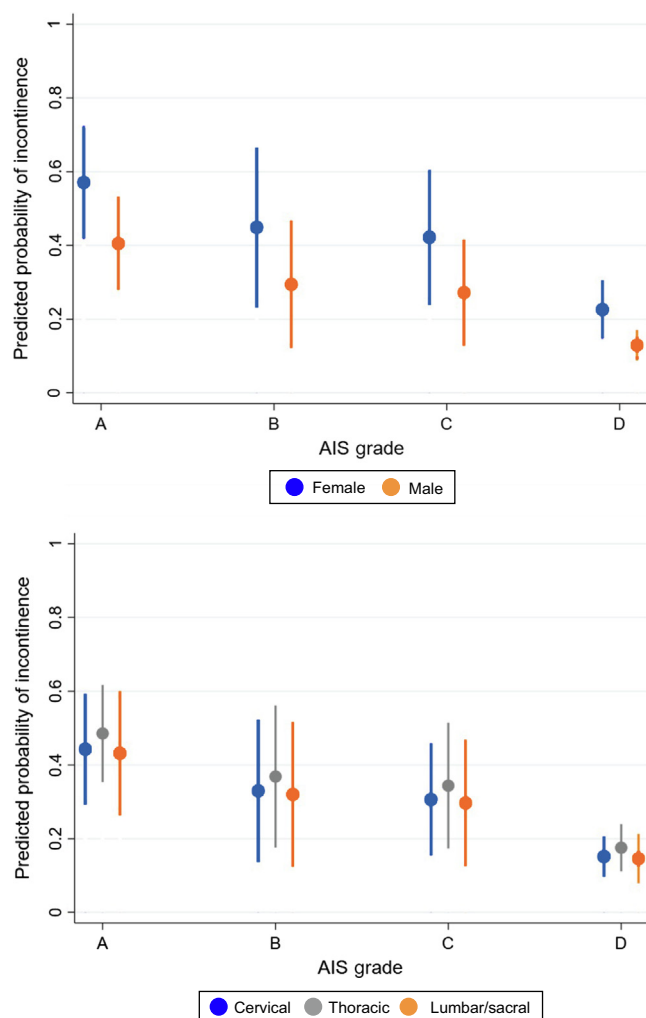 Predicted probability of incontinence
1
0.8
0.6
0.4
0.2
0
A B C D
AIS grade
Female Male
Predicted probability of incontinence
1
0.8
0.6
0.4
0.2
0
A B C D
AIS grade
Cervical Thoracic Lumbar/sacral